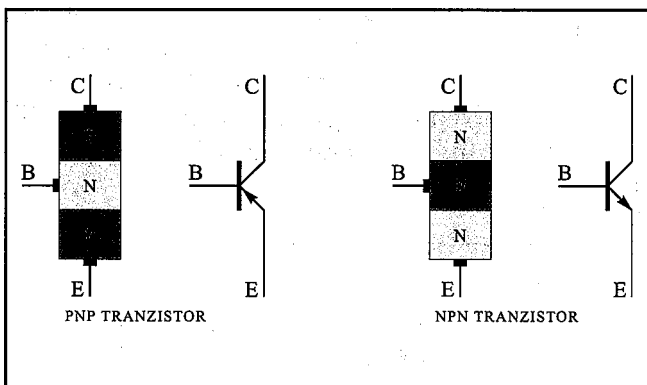 C C C C
N
B N B B B
N
E E E E
PNP TRANZISTOR NPN TRANZISTOR